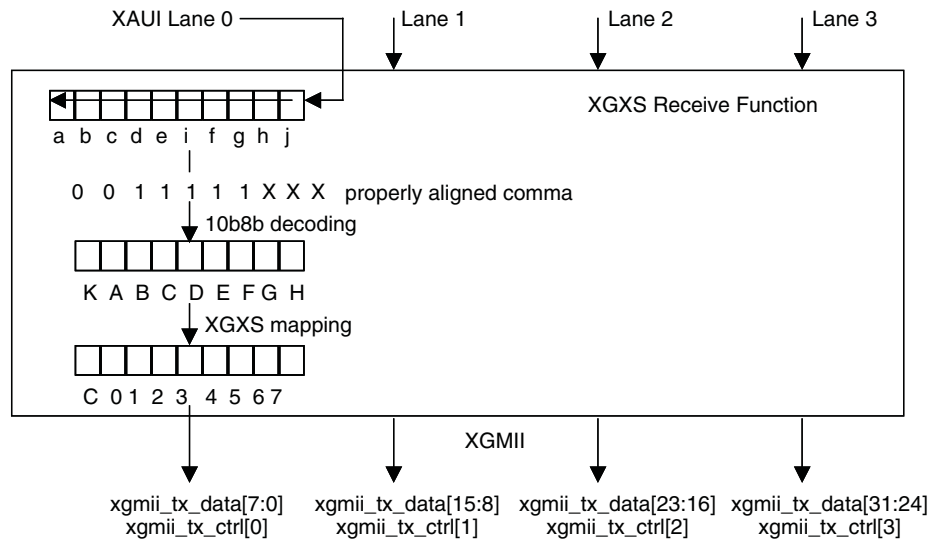 XAUI Lane 0 Lane 1 Lane 2 Lane 3
XGXS Receive Function
a b c d e i f g h j
0 0 1 1 1 1 1 X X X properly aligned comma
10b8b decoding
K A B C D E F G H
XGXS mapping
C 0 1 2 3 4 5 6 7
XGMII
xgmii_tx_data[7:0] xgmii_tx_data[15:8] xgmii_tx_data[23:16] xgmii_tx_data[31:24]
xgmii_tx_ctrl[0] xgmii_tx_ctrl[1] xgmii_tx_ctrl[2] xgmii_tx_ctrl[3]